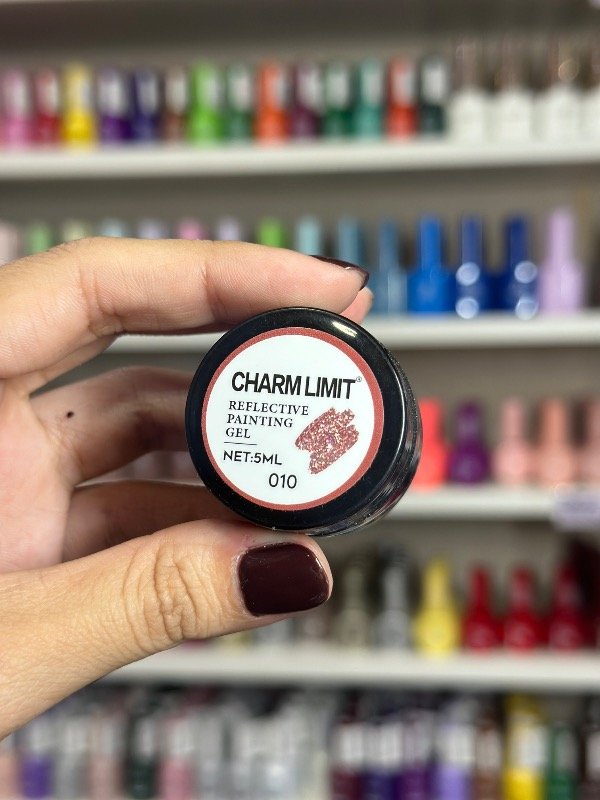 CHARM LIMIT®
REFLECTIVE
PAINTING
GEL
NET:5ML
010